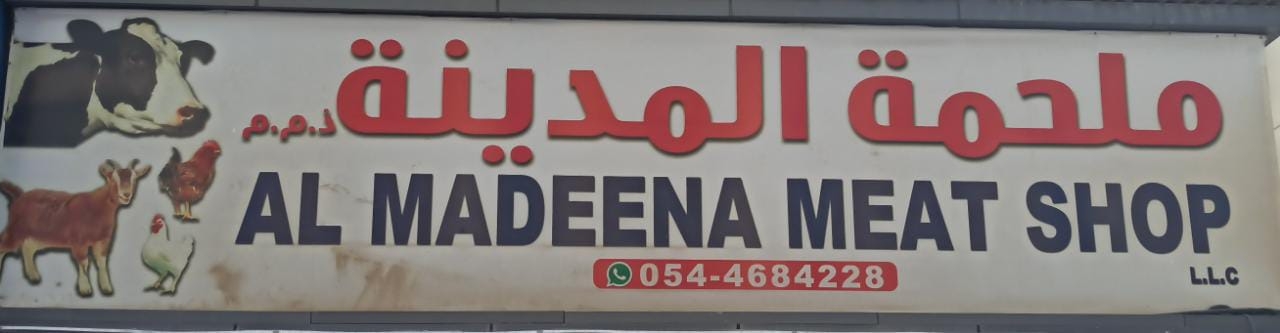 ملحمة المدينة ذ.م.م
AL MADEENA MEAT SHOP
L.L.C
054-4684228